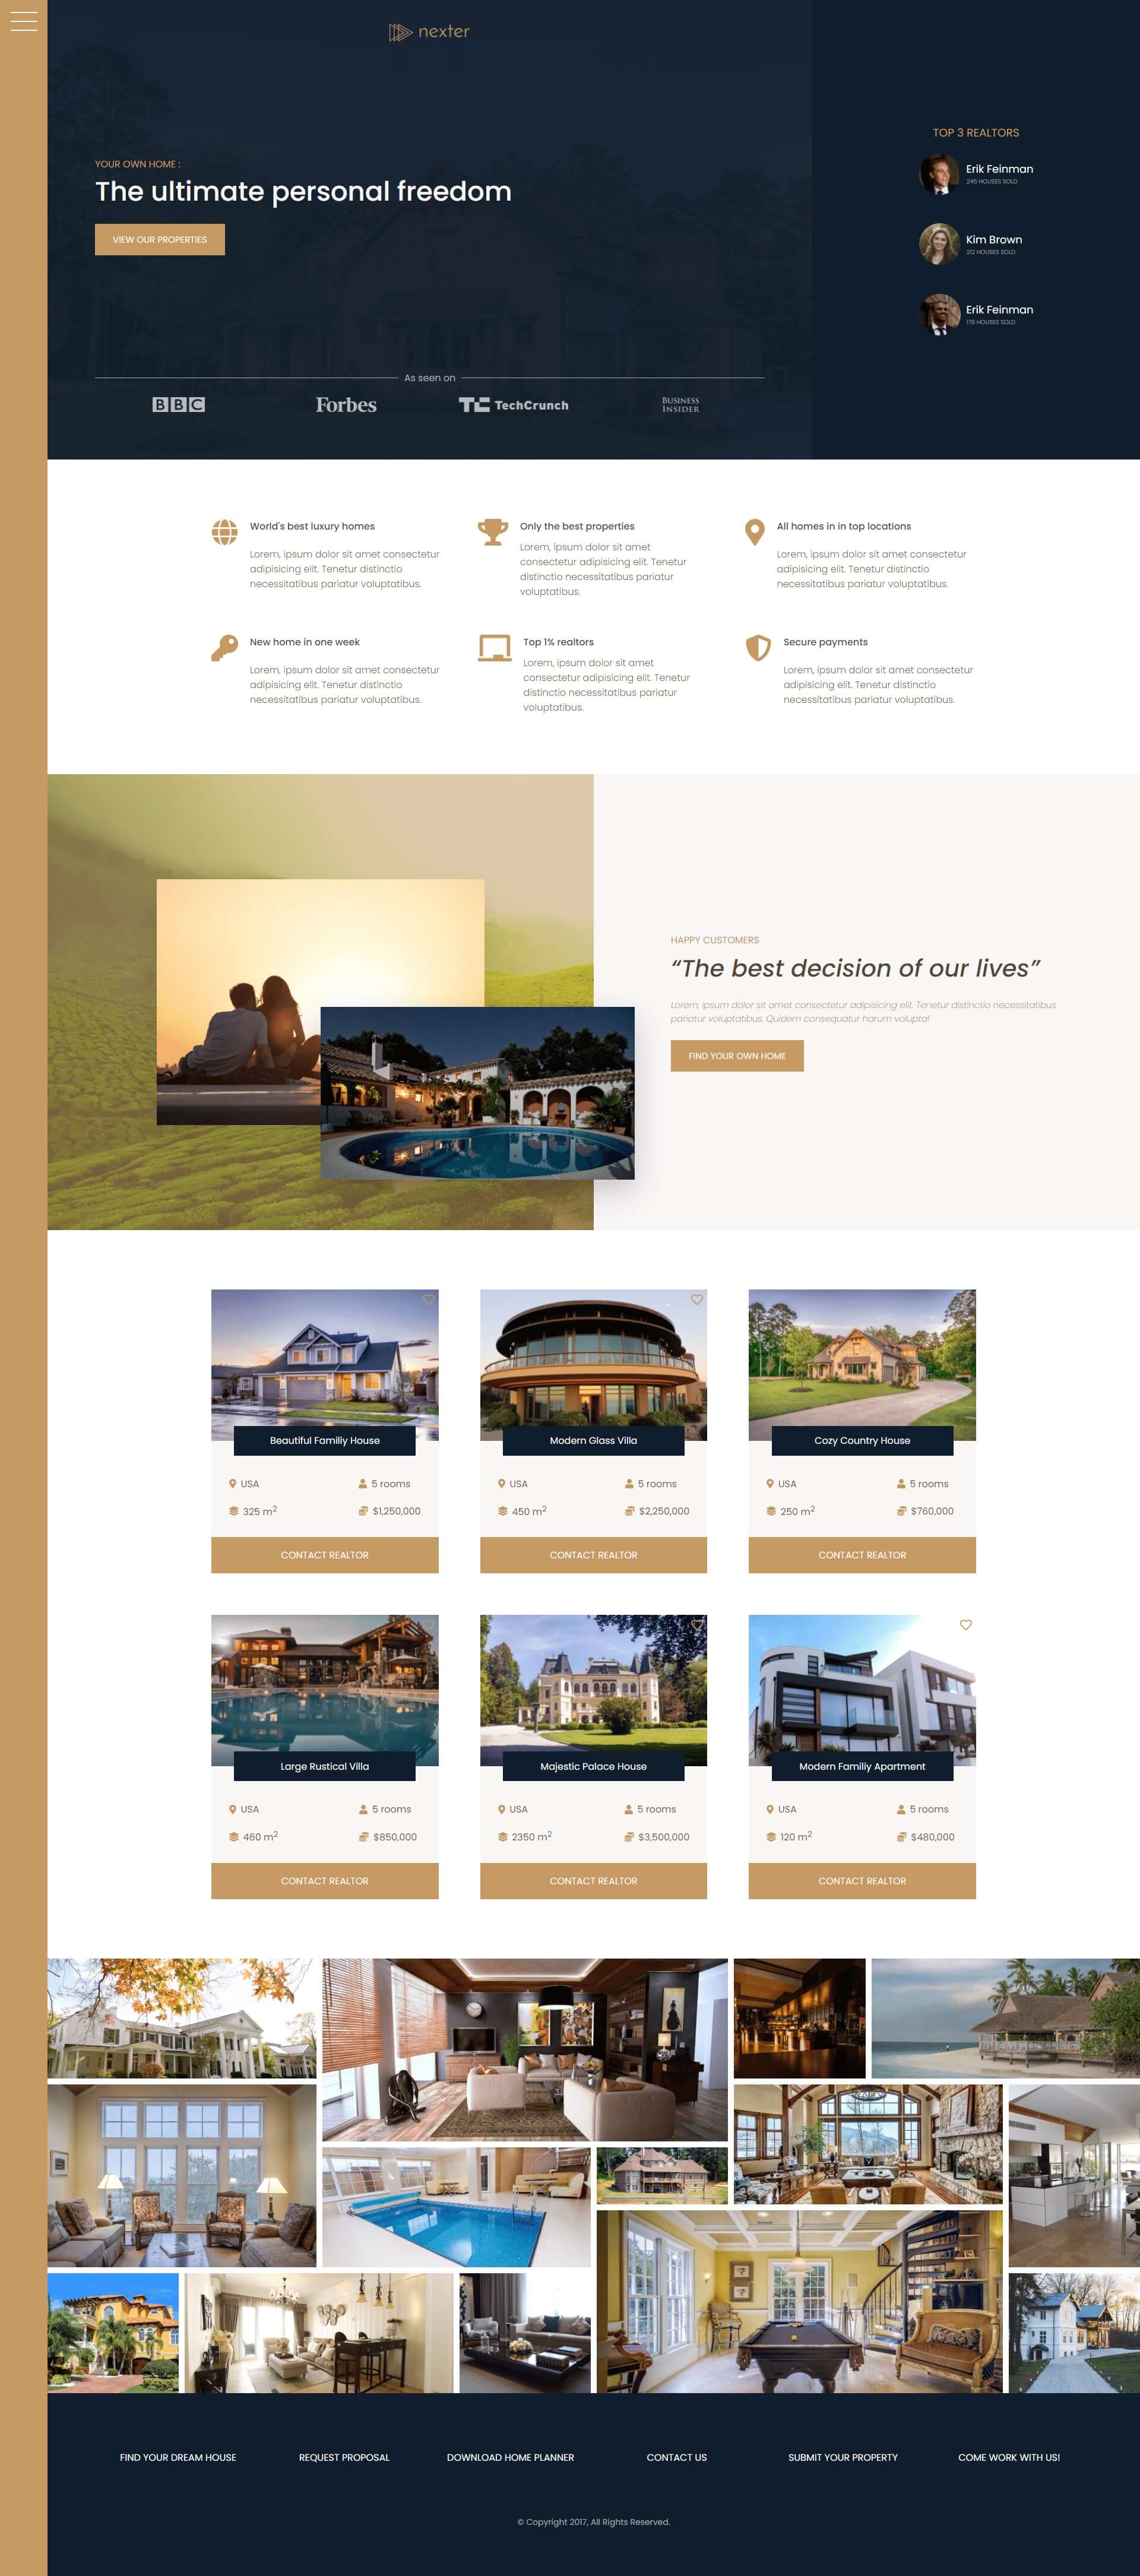 nexter
YOUR OWN HOME :
The ultimate personal freedom
VIEW OUR PROPERTIES
As seen on
BBC
Forbes
TC TechCrunch
BUSINESS
INSIDER
TOP 3 REALTORS
Erik Feinman
245 HOUSES SOLD
Kim Brown
212 HOUSES SOLD
Erik Feinman
178 HOUSES SOLD
World's best luxury homes
Lorem, ipsum dolor sit amet consectetur
adipisicing elit. Tenetur distinctio
necessitatibus pariatur voluptatibus.
Only the best properties
Lorem, ipsum dolor sit amet
consectetur adipisicing elit. Tenetur
distinctio necessitatibus pariatur
voluptatibus.
All homes in in top locations
Lorem, ipsum dolor sit amet consectetur
adipisicing elit. Tenetur distinctio
necessitatibus pariatur voluptatibus.
New home in one week
Lorem, ipsum dolor sit amet consectetur
adipisicing elit. Tenetur distinctio
necessitatibus pariatur voluptatibus.
Top 1% realtors
Lorem, ipsum dolor sit amet
consectetur adipisicing elit. Tenetur
distinctio necessitatibus pariatur
voluptatibus.
Secure payments
Lorem, ipsum dolor sit amet consectetur
adipisicing elit. Tenetur distinctio
necessitatibus pariatur voluptatibus.
HAPPY CUSTOMERS
“The best decision of our lives”
Lorem, ipsum dolor sit amet consectetur adipisicing elit. Tenetur distinctio necessitatibus
pariatur voluptatibus. Quidem consequatur harum volupta!
FIND YOUR OWN HOME
Beautiful Familiy House
USA
5 rooms
325 m²
$1,250,000
CONTACT REALTOR
Modern Glass Villa
USA
5 rooms
450 m²
$2,250,000
CONTACT REALTOR
Cozy Country House
USA
5 rooms
250 m²
$760,000
CONTACT REALTOR
Large Rustical Villa
USA
5 rooms
460 m²
$850,000
CONTACT REALTOR
Majestic Palace House
USA
5 rooms
2350 m²
$3,500,000
CONTACT REALTOR
Modern Familiy Apartment
USA
5 rooms
120 m²
$480,000
CONTACT REALTOR
FIND YOUR DREAM HOUSE
REQUEST PROPOSAL
DOWNLOAD HOME PLANNER
CONTACT US
SUBMIT YOUR PROPERTY
COME WORK WITH US!
© Copyright 2017, All Rights Reserved.